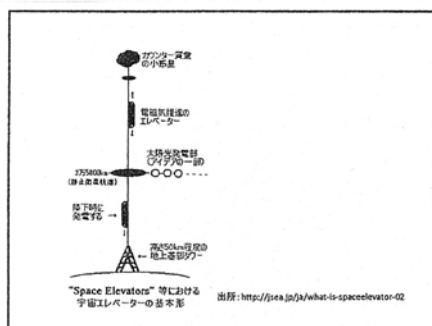 カウンター質量
の小惑星
電磁気推進の
エレベーター
太陽光発電部
(アイデアの一部)
3万5800km
(静止衛星軌道)
降下時に
発電する
高さ50km程度の
地上基部タワー
"Space Elevators" 等における
宇宙エレベーターの基本形
出所:http://jsea.jp/ja/what-is-spaceelevator-02